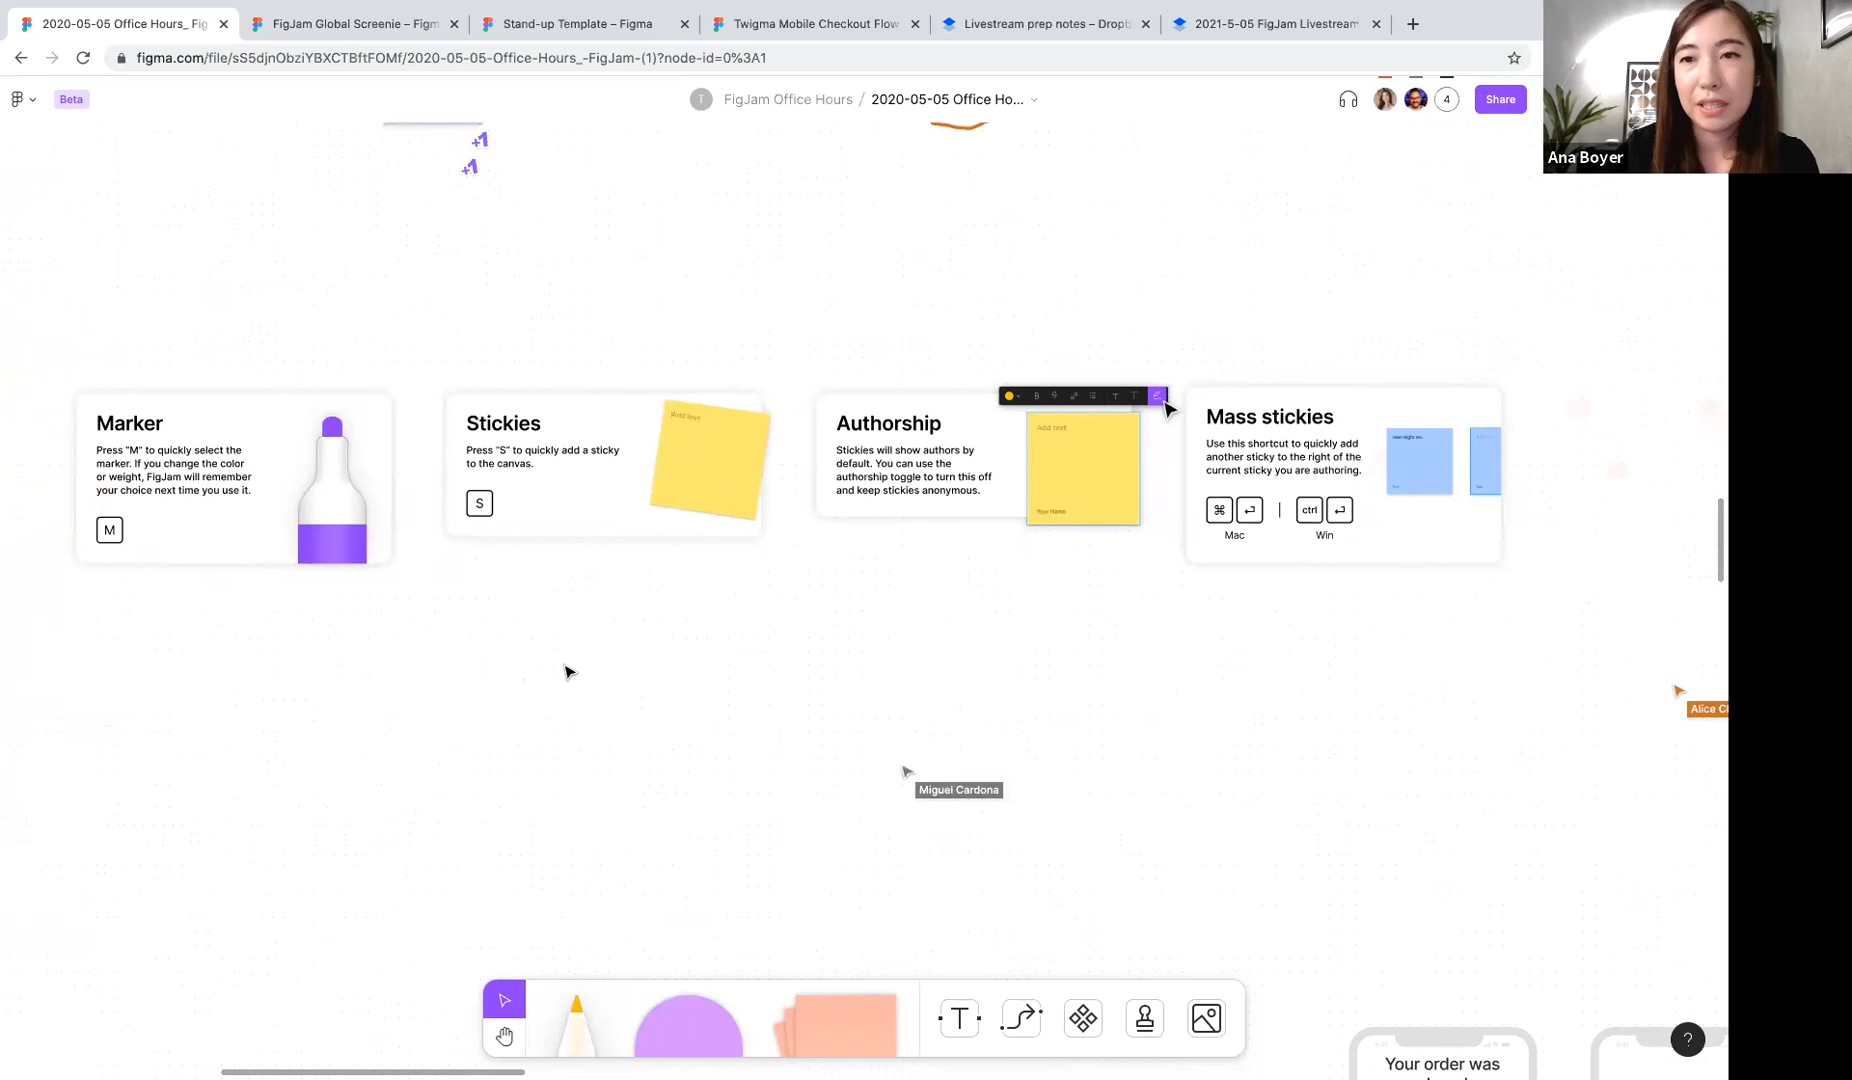 2020-05-05 Office Hours_ Fig
FigJam Global Screenie – Figm
Stand-up Template – Figma
Twigma Mobile Checkout Flow
Livestream prep notes – Dropb
2021-5-05 FigJam Livestream
figma.com/file/sS5djnObziYBXCTBftFOMf/2020-05-05-Office-Hours_-FigJam-(1)?node-id=0%3A1
Beta
T
FigJam Office Hours / 2020-05-05 Office Ho...
4
Share
Ana Boyer
+1
+1
Marker
Press "M" to quickly select the
marker. If you change the color
or weight, FigJam will remember
your choice next time you use it.
M
Stickies
Press "S" to quickly add a sticky
to the canvas.
S
Add text
Authorship
Stickies will show authors by
default. You can use the
authorship toggle to turn this off
and keep stickies anonymous.
B S T T
Add text
Your Name
Mass stickies
Use this shortcut to quickly add
another sticky to the right of the
current sticky you are authoring.
⌘ ⏎ | ctrl ⏎
Mac
Win
Alice Cl
Miguel Cardona
T
?
Your order was